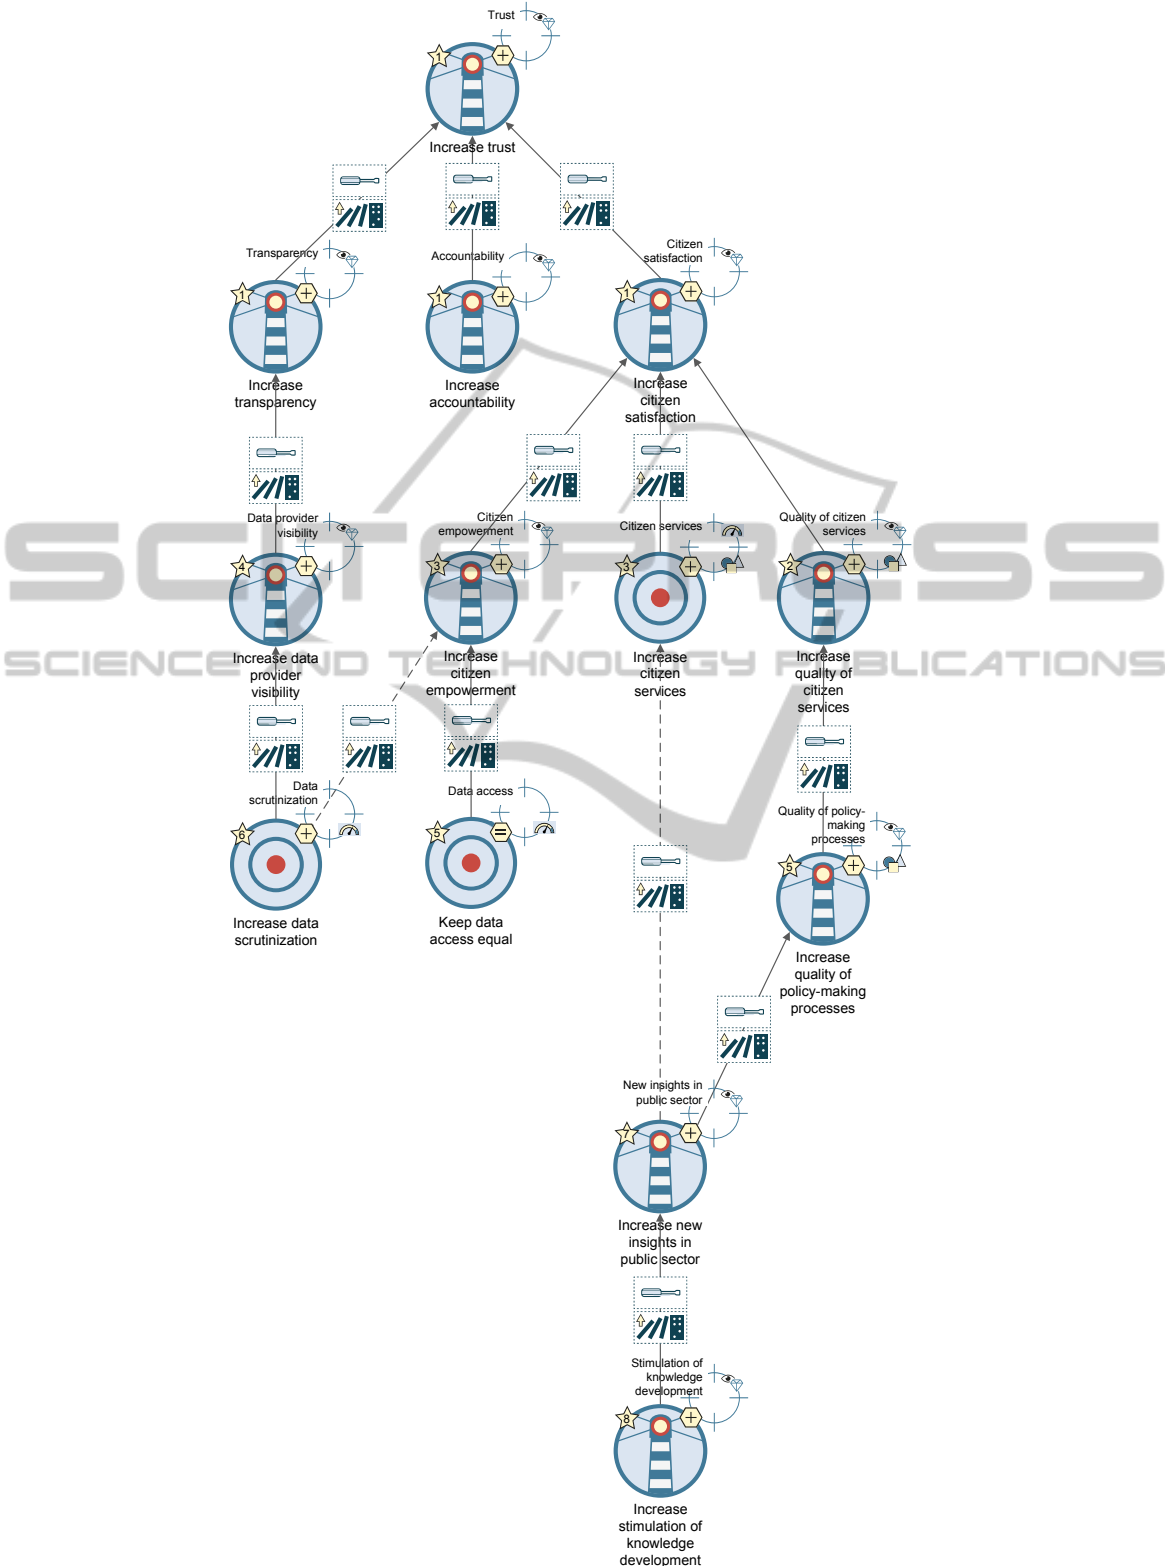 Trust
1
Increase trust
Transparency
Accountability
Citizen
satisfaction
1
1
1
Increase
transparency
Increase
accountability
Increase
citizen
satisfaction
Data provider
visibility
Citizen
empowerment
Citizen services
Quality of citizen
services
SCITEPRESS
4
3
3
2
SCIENCE AND TECHNOLOGY PUBLICATIONS
Increase data
provider
visibility
Increase
citizen
empowerment
Increase
citizen
services
Increase
quality of
citizen
services
Data
scrutinization
Data access
Quality of policy-
making
processes
6
5
5
Increase data
scrutinization
Keep data
access equal
Increase
quality of
policy-making
processes
New insights in
public sector
7
Increase new
insights in
public sector
Stimulation of
knowledge
development
8
Increase
stimulation of
knowledge
development